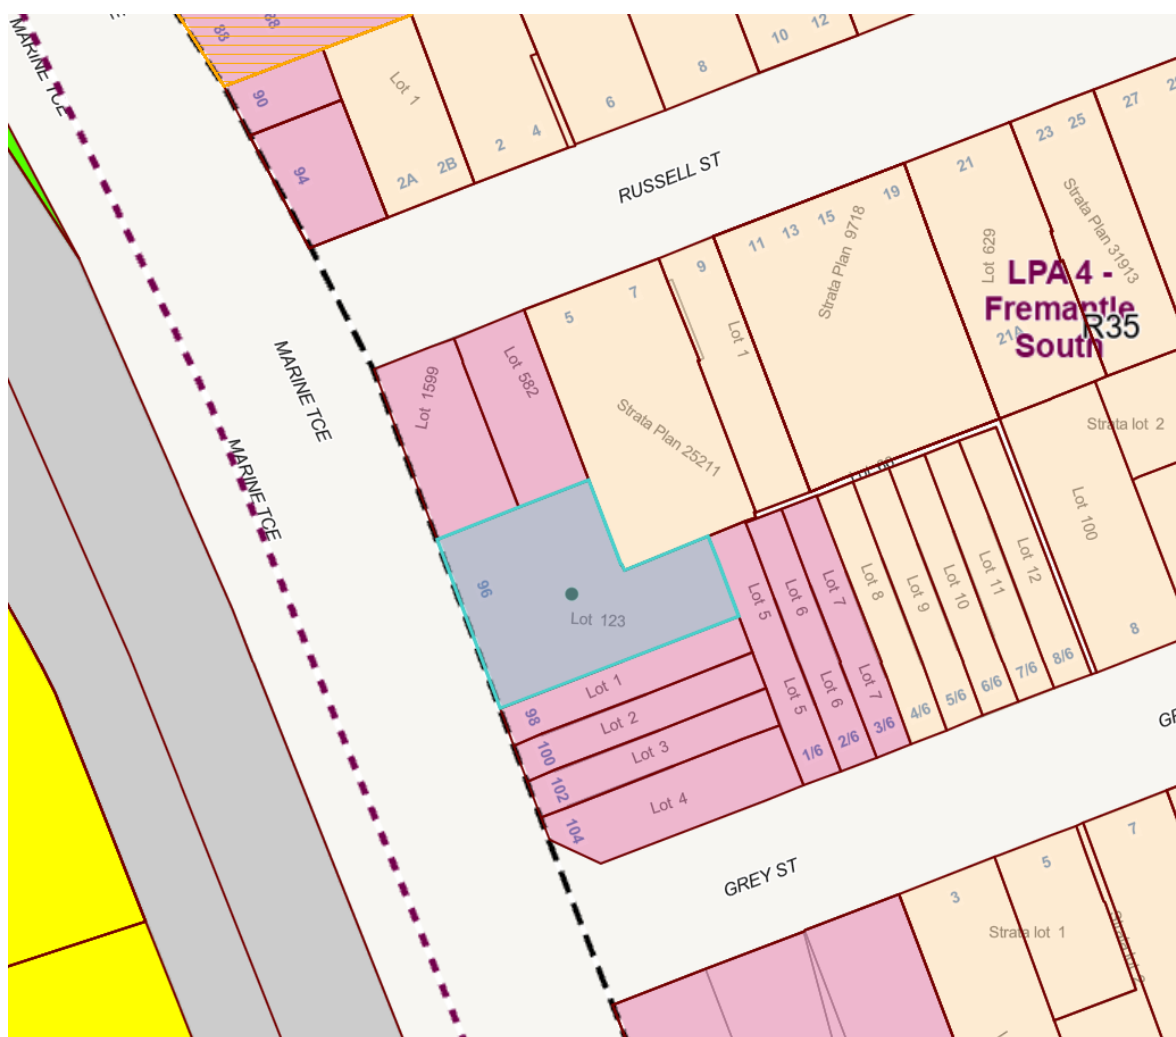 MARINE TCE
88
88
90
94
Lot 1
2A
2B
2
4
6
8
10
12
RUSSELL ST
MARINE TCE
MARINE TCE
Lot 1599
Lot 582
5
7
Strata Plan 25211
9
Lot 1
11
13
15
19
Strata Plan 9718
21
Lot 629
21A
23
25
Strata Plan 31913
27
LPA 4 -
Fremantle
South
R35
Strata lot 2
Lot 100
8
96
Lot 123
Lot 5
Lot 6
Lot 7
Lot 8
Lot 9
Lot 10
Lot 11
Lot 12
Lot 5
Lot 6
Lot 7
1/6
2/6
3/6
4/6
5/6
6/6
7/6
8/6
98
Lot 1
100
Lot 2
102
Lot 3
104
Lot 4
GREY ST
3
5
7
Strata lot 1
Strata lot 2